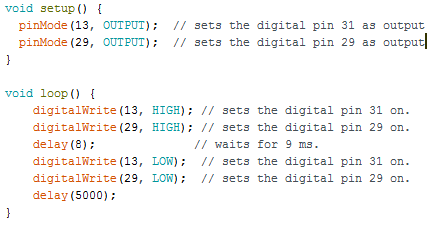 void setup() {
  pinMode(13, OUTPUT);  // sets the digital pin 31 as output
  pinMode(29, OUTPUT);  // sets the digital pin 29 as output
}

void loop() {
    digitalWrite(13, HIGH); // sets the digital pin 31 on.
    digitalWrite(29, HIGH); // sets the digital pin 29 on.
    delay(8);               // waits for 9 ms.
    digitalWrite(13, LOW);  // sets the digital pin 31 on.
    digitalWrite(29, LOW);  // sets the digital pin 29 on.
    delay(5000);
}